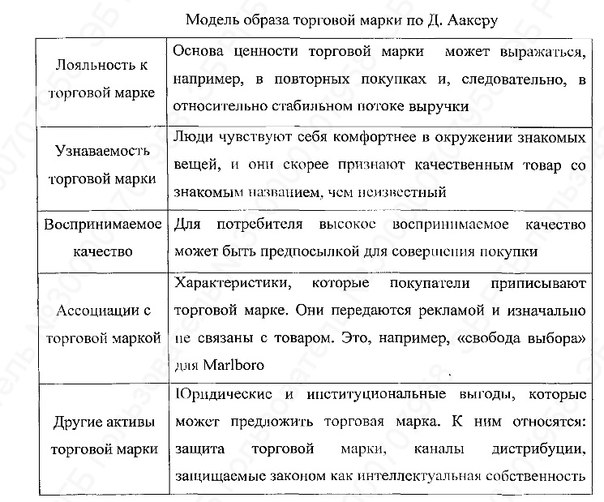 Модель образа торговой марки по Д. Аакеру
Лояльность к
торговой марке
Основа ценности торговой марки может выражаться,
например, в повторных покупках и, следовательно, в
относительно стабильном потоке выручки
Узнаваемость
торговой марки
Люди чувствуют себя комфортнее в окружении знакомых
вещей, и они скорее признают качественным товар со
знакомым названием, чем неизвестный
Воспринимаемое
качество
Для потребителя высокое воспринимаемое качество
может быть предпосылкой для совершения покупки
Ассоциации с
торговой маркой
Характеристики, которые покупатели приписывают
торговой марке. Они передаются рекламой и изначально
не связаны с товаром. Это, например, «свобода выбора»
для Marlboro
Другие активы
торговой марки
Юридические и институциональные выгоды, которые
может предложить торговая марка. К ним относятся:
защита торговой марки, каналы дистрибуции,
защищаемые законом как интеллектуальная собственность